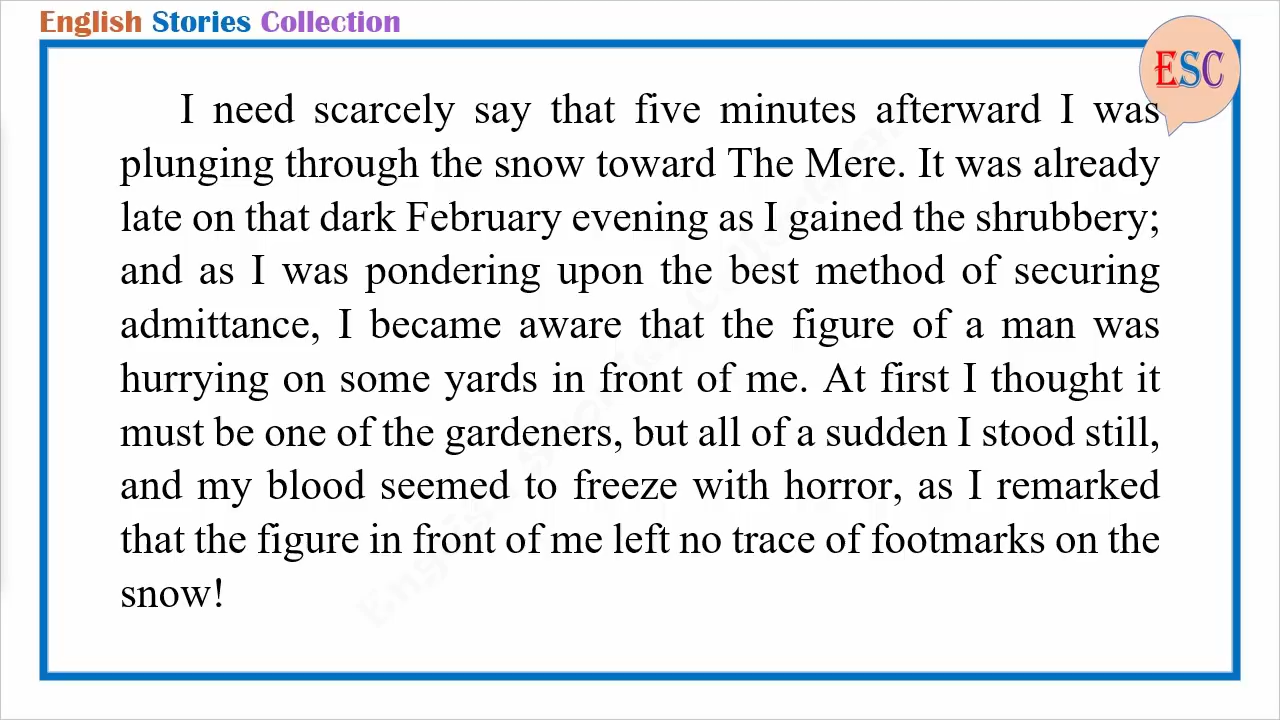 English Stories Collection
ESC
I need scarcely say that five minutes afterward I was
plunging through the snow toward The Mere. It was already
late on that dark February evening as I gained the shrubbery;
and as I was pondering upon the best method of securing
admittance, I became aware that the figure of a man was
hurrying on some yards in front of me. At first I thought it
must be one of the gardeners, but all of a sudden I stood still,
and my blood seemed to freeze with horror, as I remarked
that the figure in front of me left no trace of footmarks on the
snow!